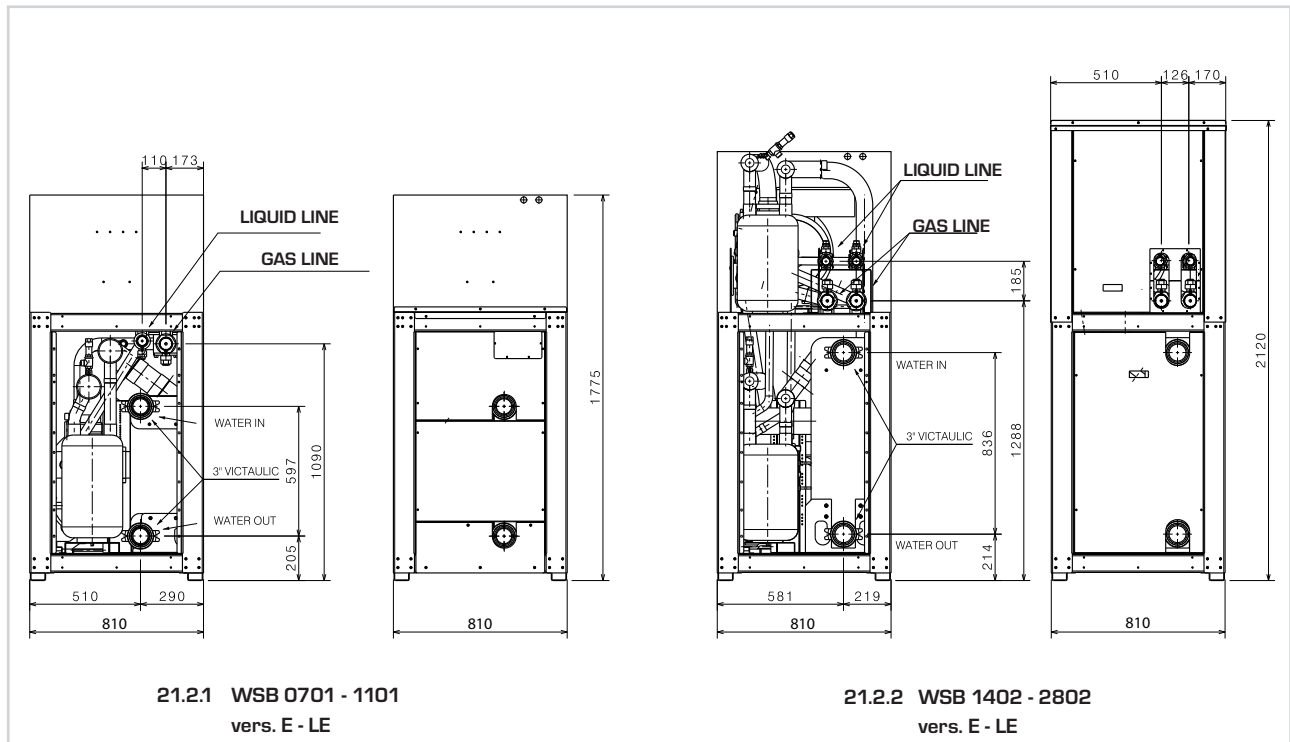 110 173
LIQUID LINE
GAS LINE
WATER IN
3" VICTAULIC
WATER OUT
597
1090
205
510 290
810
1775
810
21.2.1 WSB 0701 - 1101
vers. E - LE
LIQUID LINE
GAS LINE
185
WATER IN
3" VICTAULIC
WATER OUT
836
1288
214
581 219
810
510 126 170
2120
810
21.2.2 WSB 1402 - 2802
vers. E - LE